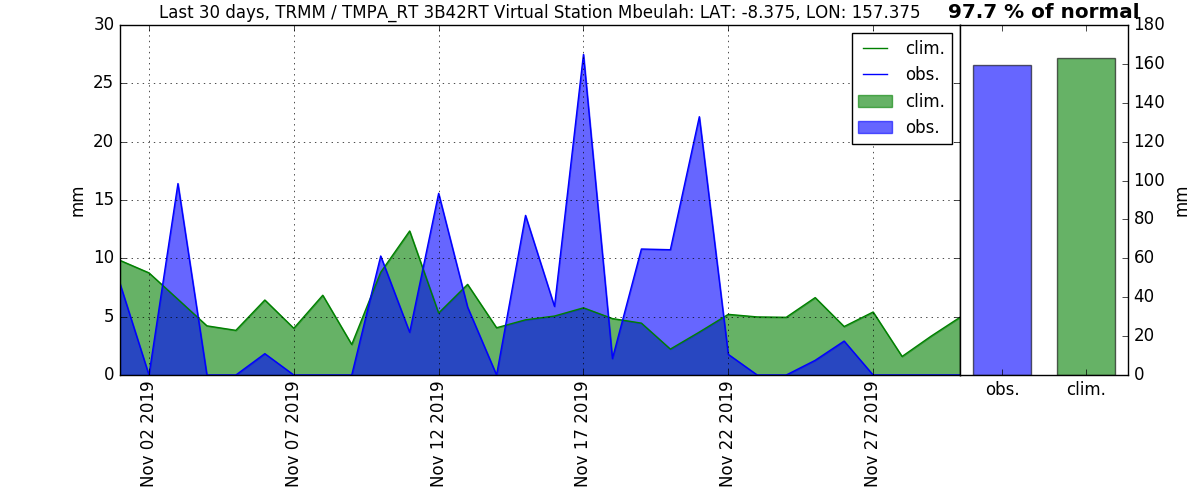 Last 30 days, TRMM / TMPA_RT 3B42RT Virtual Station Mbeulah: LAT: -8.375, LON: 157.375
97.7 % of normal
30
25
20
15
10
5
0
mm
clim.
obs.
clim.
obs.
Nov 02 2019
Nov 07 2019
Nov 12 2019
Nov 17 2019
Nov 22 2019
Nov 27 2019
180
160
140
120
100
80
60
40
20
0
mm
obs.
clim.